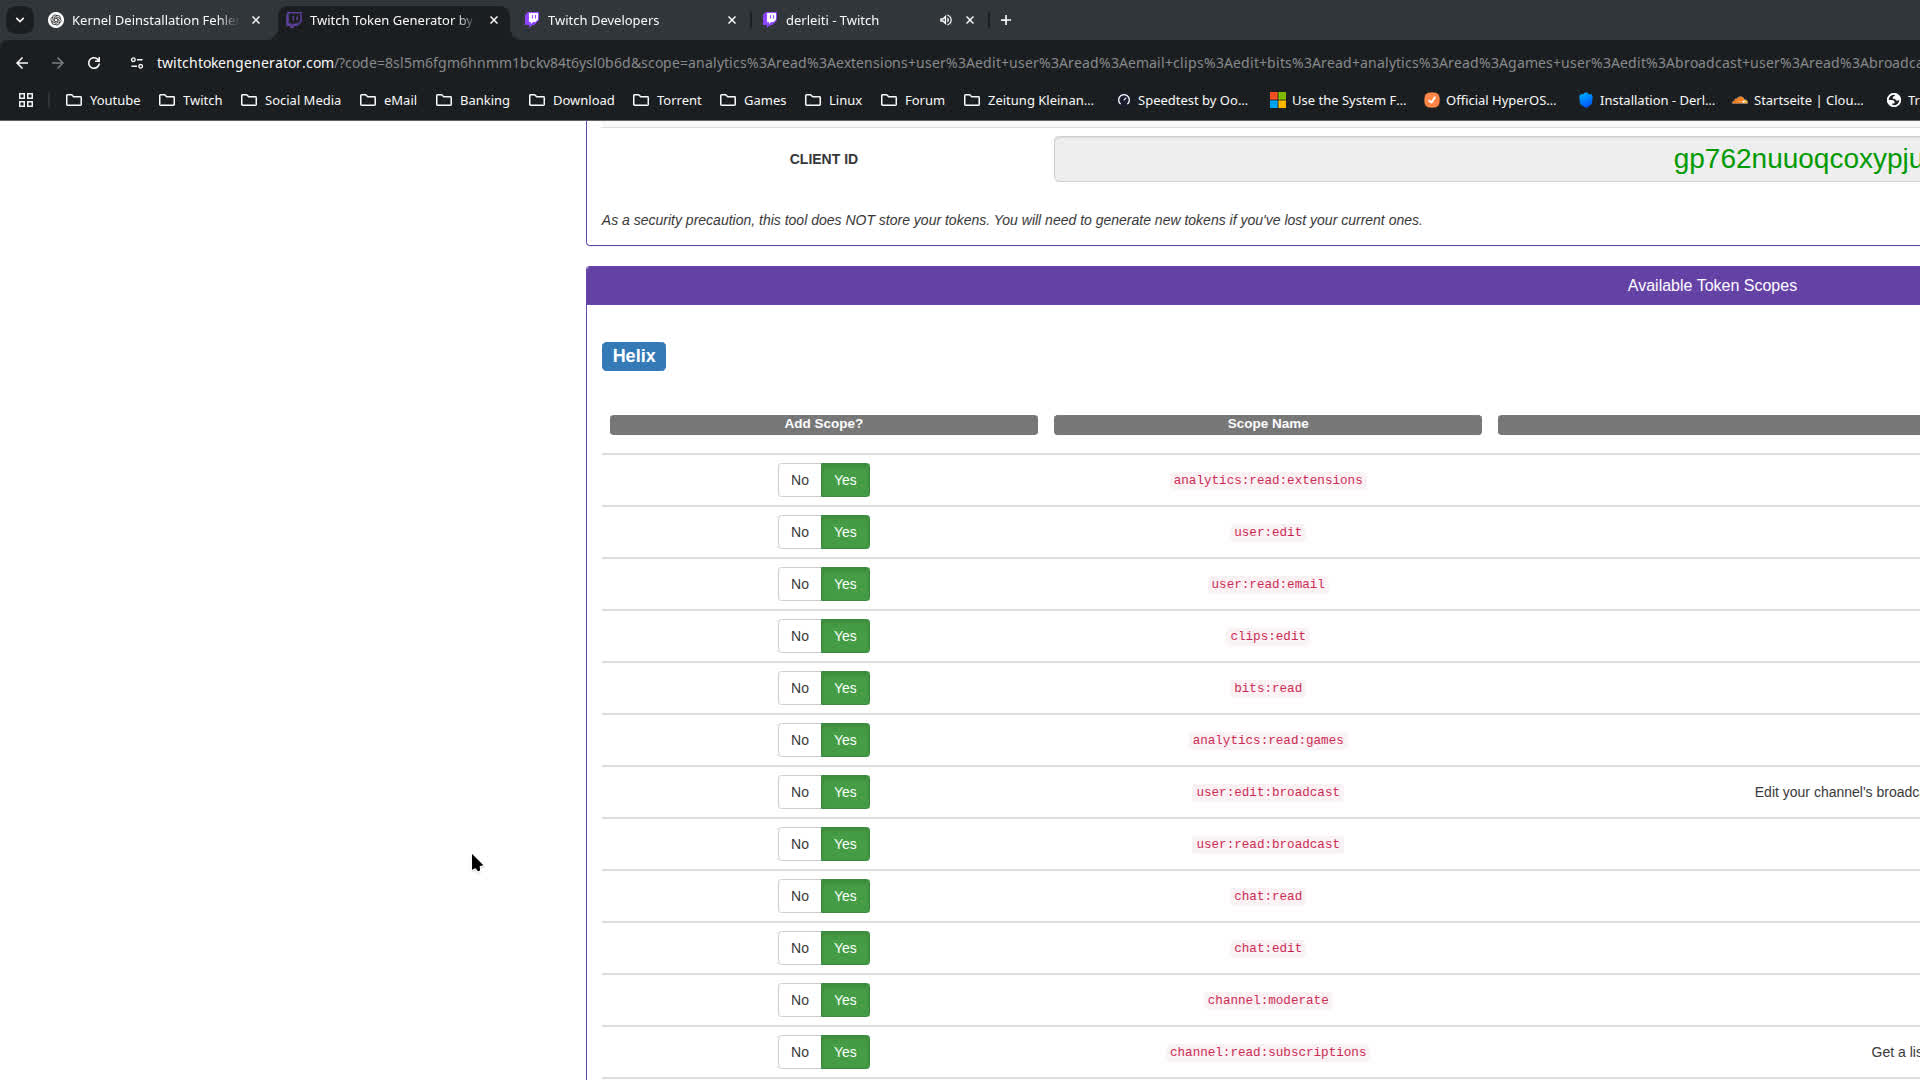 Kernel Deinstallation Fehle
Twitch Token Generator by
Twitch Developers
derleiti - Twitch
twitchtokengenerator.com/?code=8sl5m6fgm6hnmm1bckv84t6ysl0b6d&scope=analytics%3Aread%3Aextensions+user%3Aedit+user%3Aread%3Aemail+clips%3Aedit+bits%3Aread+analytics%3Aread%3Agames+user%3Aedit%3Abroadcast+user%3Aread%3Abroadca
Youtube
Twitch
Social Media
eMail
Banking
Download
Torrent
Games
Linux
Forum
Zeitung Kleinan...
Speedtest by Oo...
Use the System F...
Official HyperOS...
Installation - Derl...
Startseite | Clou...
Tr
CLIENT ID
gp762nuuoqcoxypju
As a security precaution, this tool does NOT store your tokens. You will need to generate new tokens if you've lost your current ones.
Available Token Scopes
Helix
Add Scope? Scope Name
No Yes analytics:read:extensions
No Yes user:edit
No Yes user:read:email
No Yes clips:edit
No Yes bits:read
No Yes analytics:read:games
No Yes user:edit:broadcast Edit your channel's broadc
No Yes user:read:broadcast
No Yes chat:read
No Yes chat:edit
No Yes channel:moderate
No Yes channel:read:subscriptions Get a lis